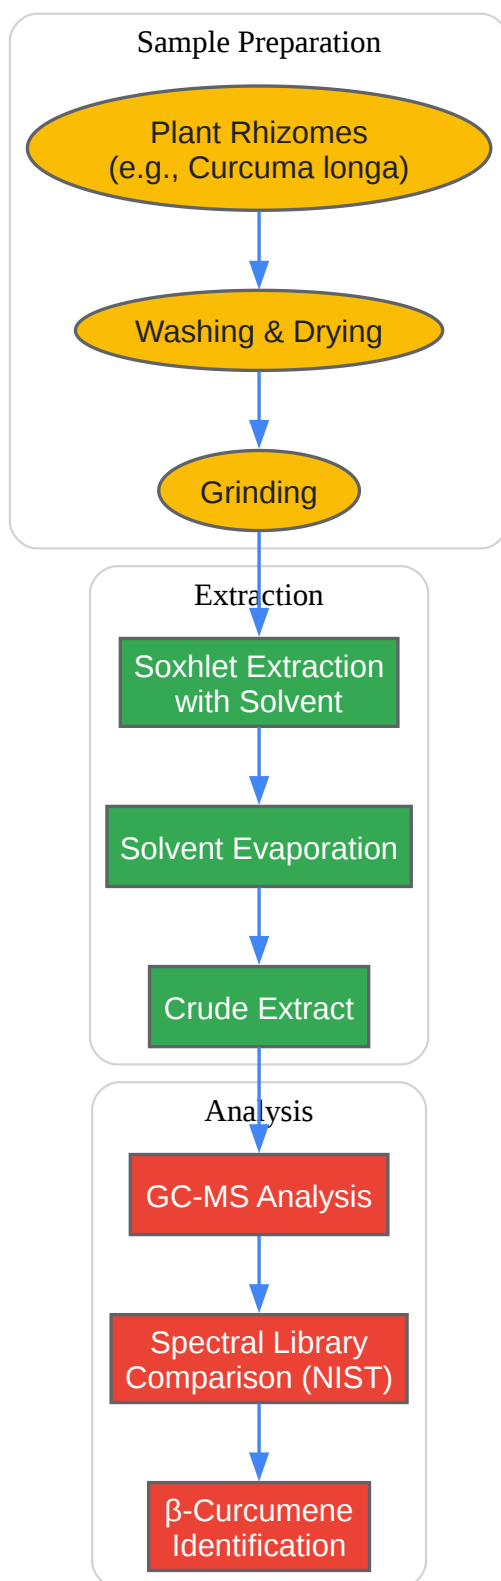 Sample Preparation
Plant Rhizomes
(e.g., Curcuma longa)
Washing & Drying
Grinding
Extraction
Soxhlet Extraction
with Solvent
Solvent Evaporation
Crude Extract
Analysis
GC-MS Analysis
Spectral Library
Comparison (NIST)
β-Curcumene
Identification